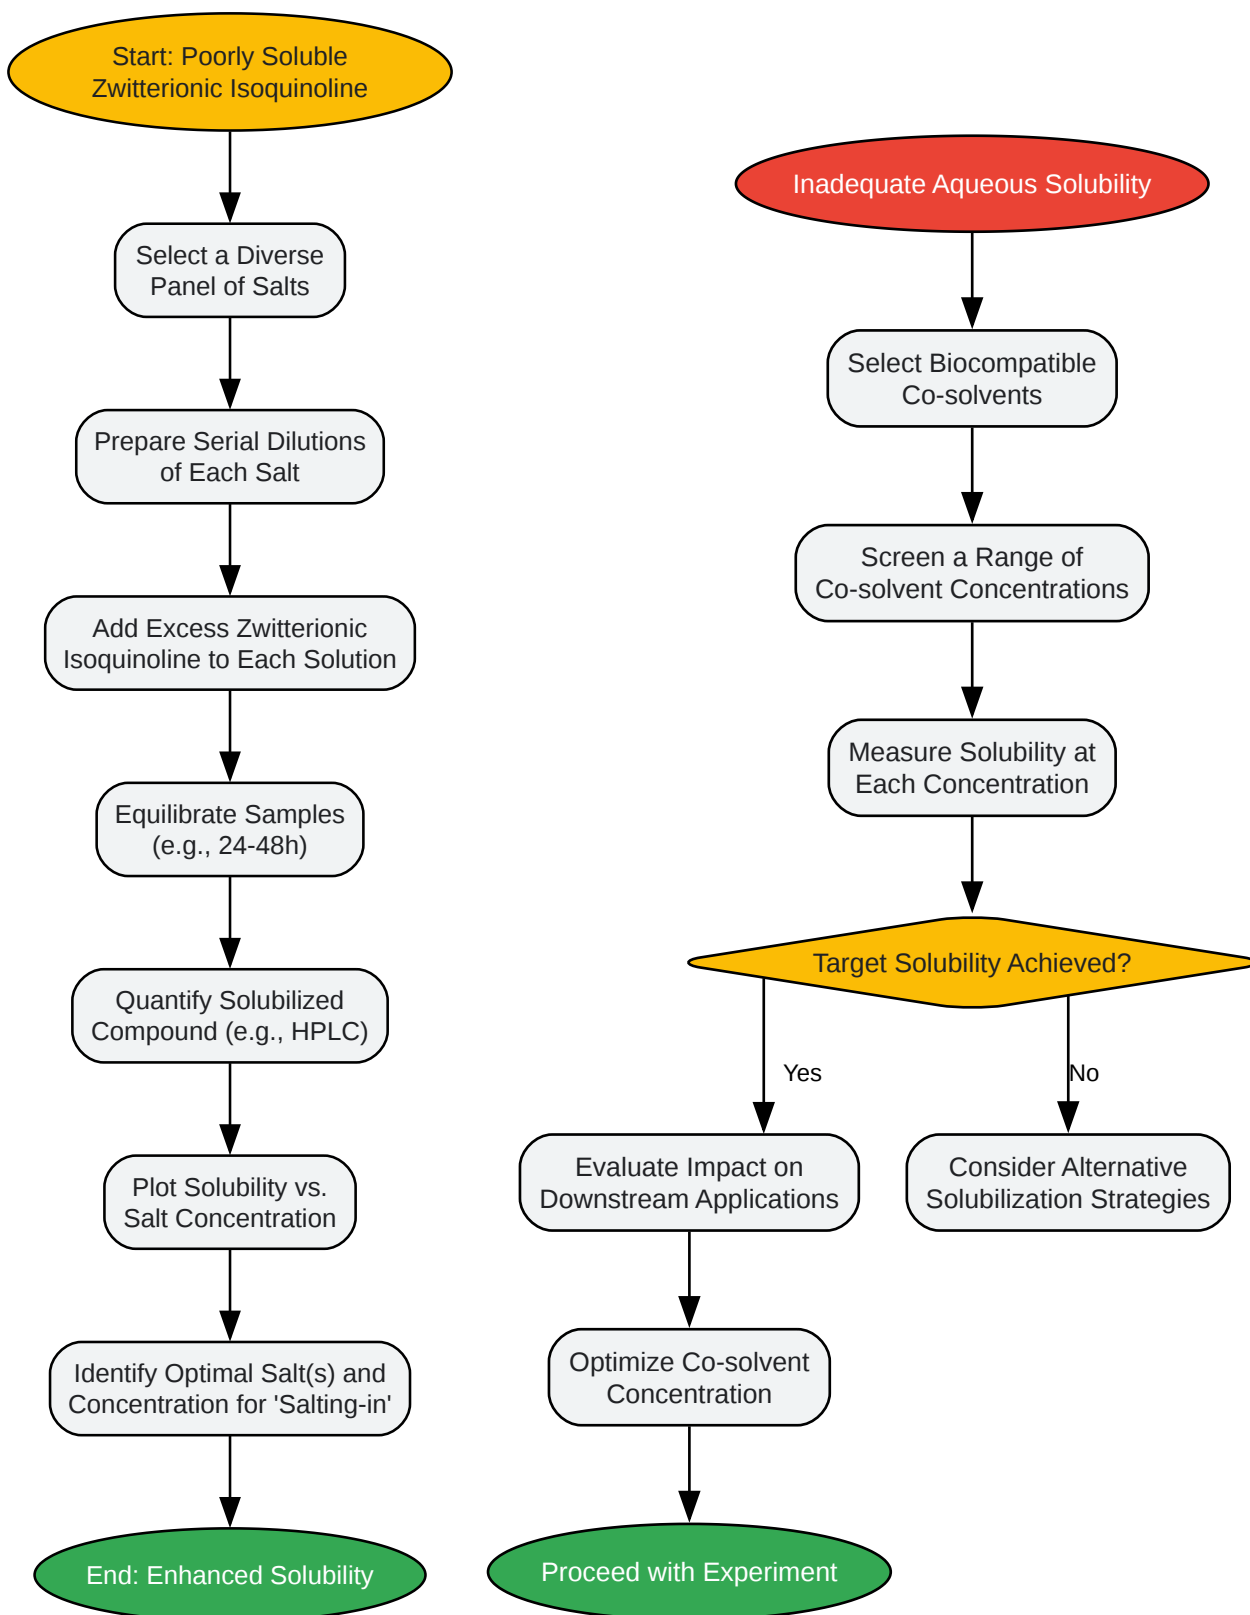 Start: Poorly Soluble
Zwitterionic Isoquinoline
Select a Diverse
Panel of Salts
Prepare Serial Dilutions
of Each Salt
Add Excess Zwitterionic
Isoquinoline to Each Solution
Equilibrate Samples
(e.g., 24-48h)
Quantify Solubilized
Compound (e.g., HPLC)
Plot Solubility vs.
Salt Concentration
Identify Optimal Salt(s) and
Concentration for 'Salting-in'
End: Enhanced Solubility
Inadequate Aqueous Solubility
Select Biocompatible
Co-solvents
Screen a Range of
Co-solvent Concentrations
Measure Solubility at
Each Concentration
Target Solubility Achieved?
Yes
No
Evaluate Impact on
Downstream Applications
Consider Alternative
Solubilization Strategies
Optimize Co-solvent
Concentration
Proceed with Experiment